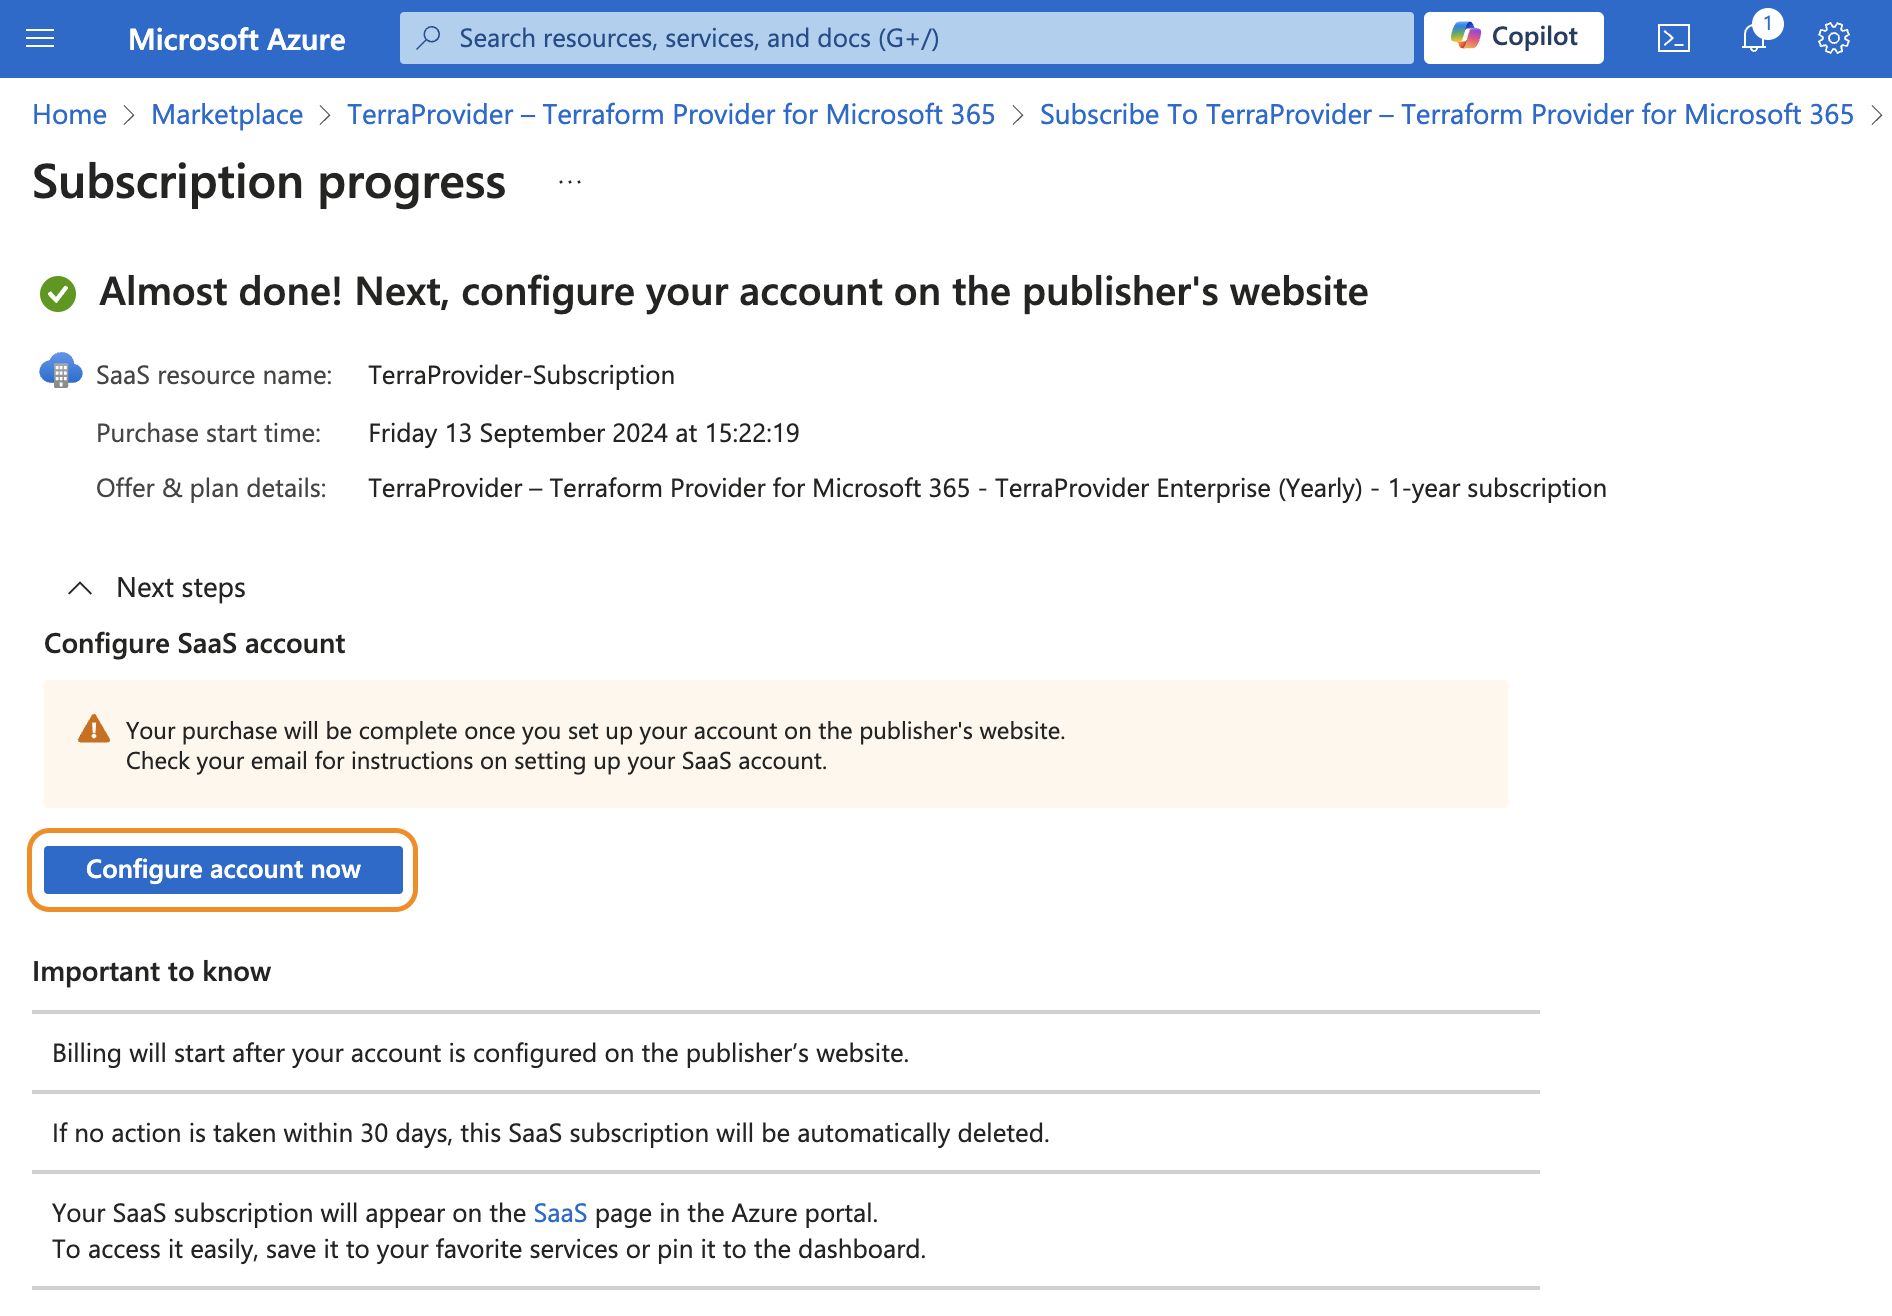 Microsoft Azure
Search resources, services, and docs (G+/)
Copilot
1
Home > Marketplace > TerraProvider – Terraform Provider for Microsoft 365 > Subscribe To TerraProvider – Terraform Provider for Microsoft 365 >
Subscription progress ...
Almost done! Next, configure your account on the publisher's website
SaaS resource name: TerraProvider-Subscription
Purchase start time: Friday 13 September 2024 at 15:22:19
Offer & plan details: TerraProvider – Terraform Provider for Microsoft 365 - TerraProvider Enterprise (Yearly) - 1-year subscription
Next steps
Configure SaaS account
Your purchase will be complete once you set up your account on the publisher's website.
Check your email for instructions on setting up your SaaS account.
Configure account now
Important to know
Billing will start after your account is configured on the publisher’s website.
If no action is taken within 30 days, this SaaS subscription will be automatically deleted.
Your SaaS subscription will appear on the SaaS page in the Azure portal.
To access it easily, save it to your favorite services or pin it to the dashboard.